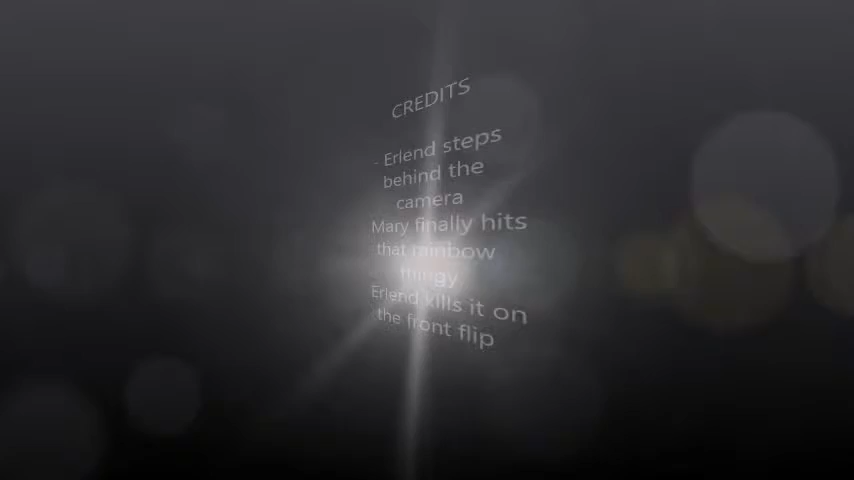 CREDITS
- Erlend steps
behind the
camera
Mary finally hits
that rainbow
thingy
Erlend kills it on
the front flip